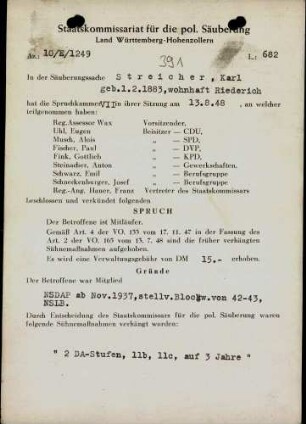 Staatskommissariat für die pol. Säuberung
Land Württemberg-Hohenzollern
Az.: 10/E/1249
L.: 682
391
In der Säuberungssache Streicher, Karl
geb.1.2.1883, wohnhaft Riederich
hat die Spruchkammer VII in ihrer Sitzung am 13.8.48 , an welcher
teilgenommen haben:
Reg.Assessor Wax Vorsitzender,
Uhl, Eugen Beisitzer — CDU,
Musch, Alois „ — SPD,
Fischer, Paul „ — DVP,
Fink, Gottlich „ — KPD,
Steinacher, Anton „ — Gewerkschaften.
Schwarz, Emil „ — Berufsgruppe
Schneckenburger, Josef „ — Berufsgruppe
Reg.-Ang. Hauer, Franz Vertreter des Staatskommissars
beschlossen und verkündet folgenden
SPRUCH
Der Betroffene ist Mitläufer.
Gemäß Art. 4 der VO. 133 vom 17. 11. 47 in der Fassung des
Art. 2 der VO. 165 vom 13. 7. 48 sind die früher verhängten
Sühnemaßnahmen aufgehoben.
Es wird eine Verwaltungsgebühr von DM 15.- erhoben.
Gründe
Der Betroffene war Mitglied
NSDAP ab Nov.1937, stellv.Blockw.von 42-43,
NSLB.
Durch Entscheidung des Staatskommissars für die pol. Säuberung waren
folgende Sühnemaßnahmen verhängt worden:
" 2 DA-Stufen, 11b, 11c, auf 3 Jahre "